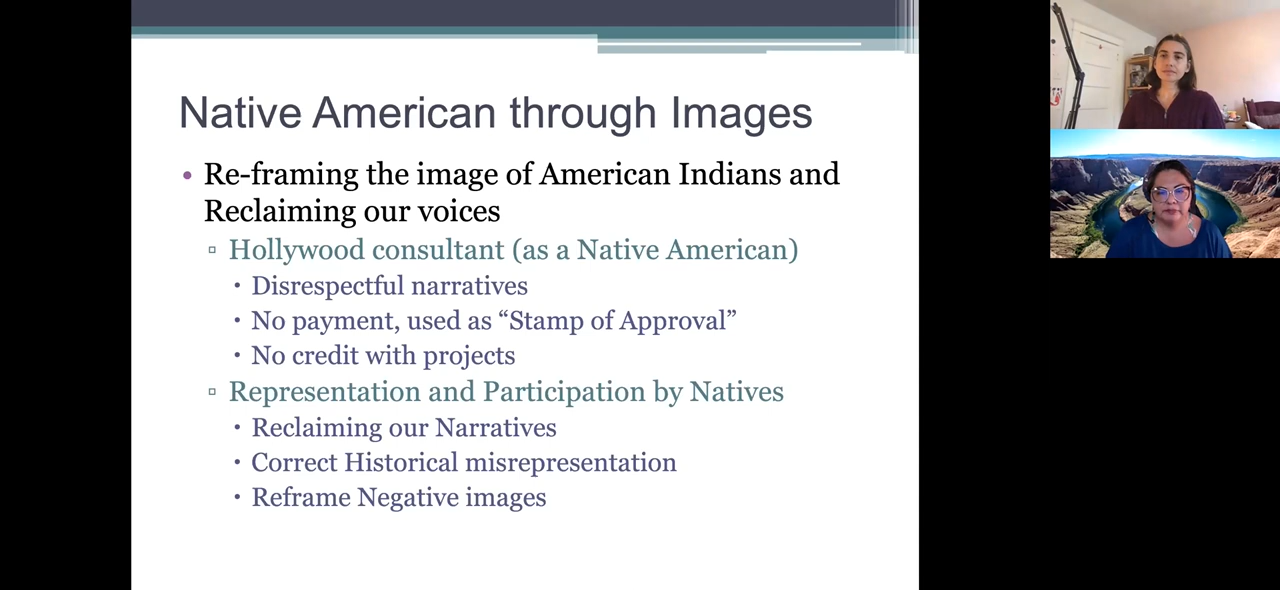 Native American through Images
• Re-framing the image of American Indians and
Reclaiming our voices
▫ Hollywood consultant (as a Native American)
• Disrespectful narratives
• No payment, used as “Stamp of Approval”
• No credit with projects
▫ Representation and Participation by Natives
• Reclaiming our Narratives
• Correct Historical misrepresentation
• Reframe Negative images